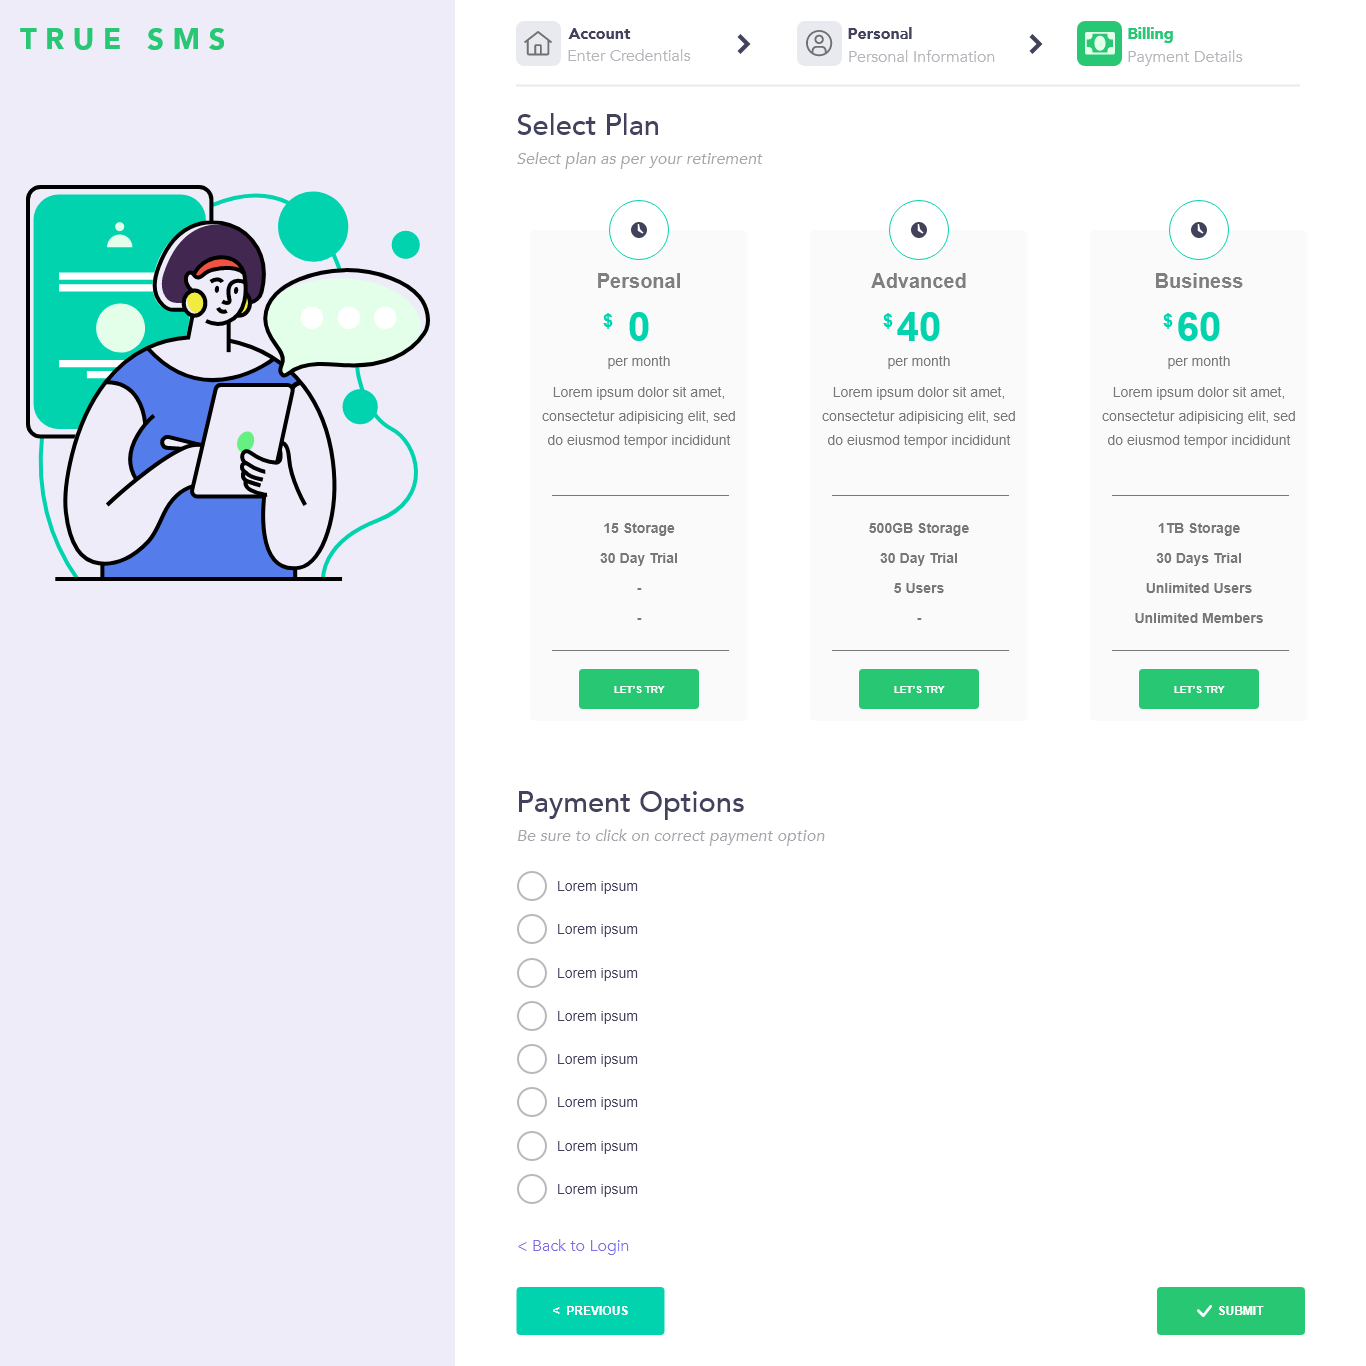 TRUE SMS
Account
Enter Credentials
Personal
Personal Information
Billing
Payment Details
Select Plan
Select plan as per your retirement
Personal
$ 0
per month
Lorem ipsum dolor sit amet,
consectetur adipisicing elit, sed
do eiusmod tempor incididunt
15 Storage
30 Day Trial
-
-
LET'S TRY
Advanced
$ 40
per month
Lorem ipsum dolor sit amet,
consectetur adipisicing elit, sed
do eiusmod tempor incididunt
500GB Storage
30 Day Trial
5 Users
-
LET'S TRY
Business
$ 60
per month
Lorem ipsum dolor sit amet,
consectetur adipisicing elit, sed
do eiusmod tempor incididunt
1TB Storage
30 Days Trial
Unlimited Users
Unlimited Members
LET'S TRY
Payment Options
Be sure to click on correct payment option
Lorem ipsum
Lorem ipsum
Lorem ipsum
Lorem ipsum
Lorem ipsum
Lorem ipsum
Lorem ipsum
Lorem ipsum
< Back to Login
< PREVIOUS
SUBMIT